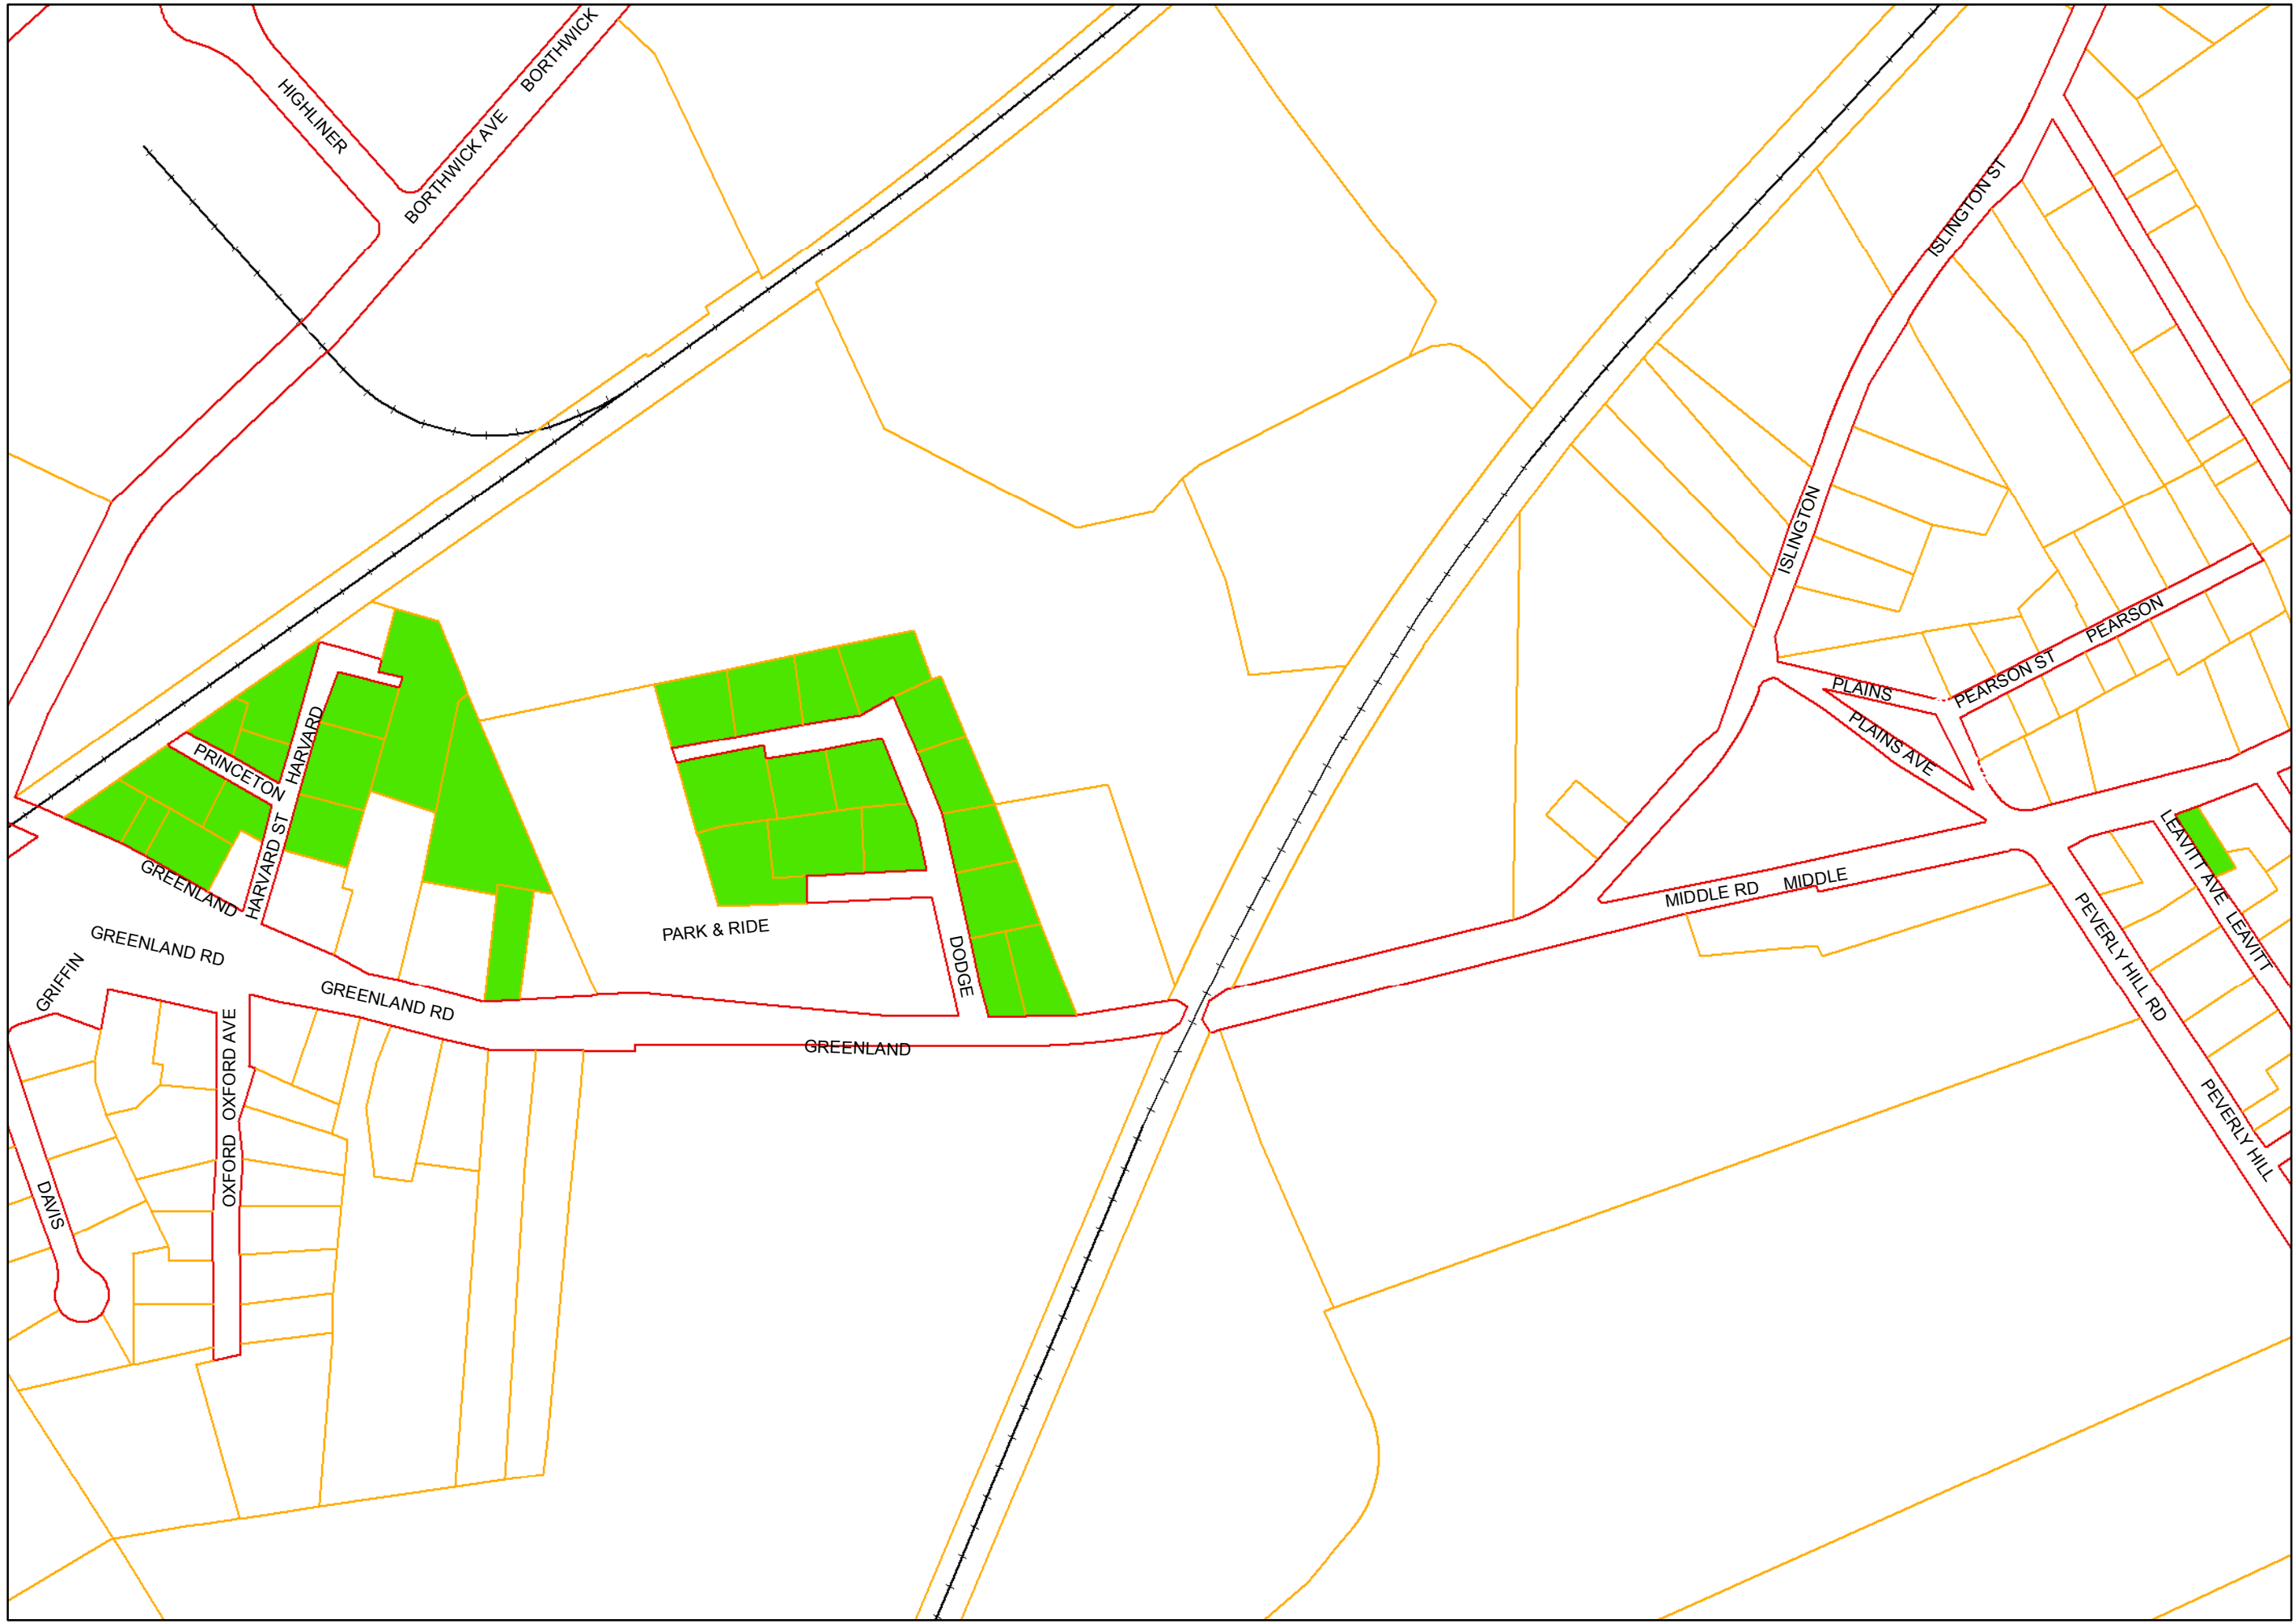 BORTHWICK
HIGHLINER
BORTHWICK AVE
ISLINGTON ST
ISLINGTON
PEARSON
PEARSON ST
PLAINS
PLAINS AVE
HARVARD
PRINCETON
HARVARD ST
GREENLAND
LEAVITT AVE
LEAVITT
MIDDLE RD
MIDDLE
PARK & RIDE
DODGE
GREENLAND RD
GRIFFIN
GREENLAND RD
PEVERLY HILL RD
GREENLAND
OXFORD AVE
OXFORD
PEVERLY HILL
DAVIS